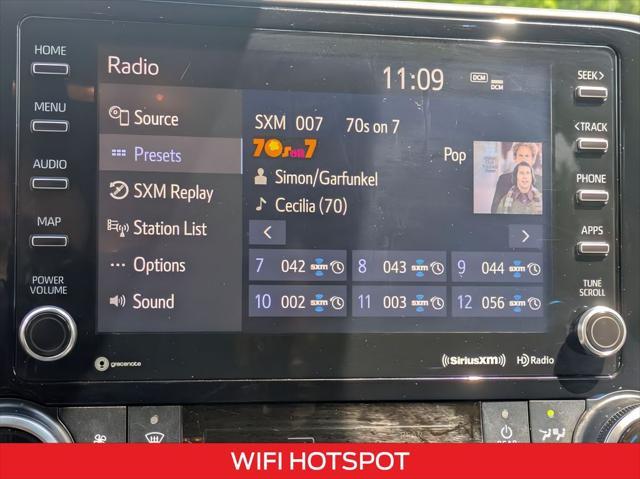 HOME
MENU
AUDIO
MAP
POWER
VOLUME
Radio
11:09
DCM
DCM
Source
Presets
SXM Replay
Station List
Options
Sound
SXM 007 70s on 7
70s on 7
Pop
Simon/Garfunkel
Cecilia (70)
< >
7 042 sxm 8 043 sxm 9 044 sxm
10 002 sxm 11 003 sxm 12 056 sxm
SEEK >
< TRACK
PHONE
APPS
TUNE
SCROLL
gracenote
((SiriusXM)) HD Radio
REAR
WIFI HOTSPOT